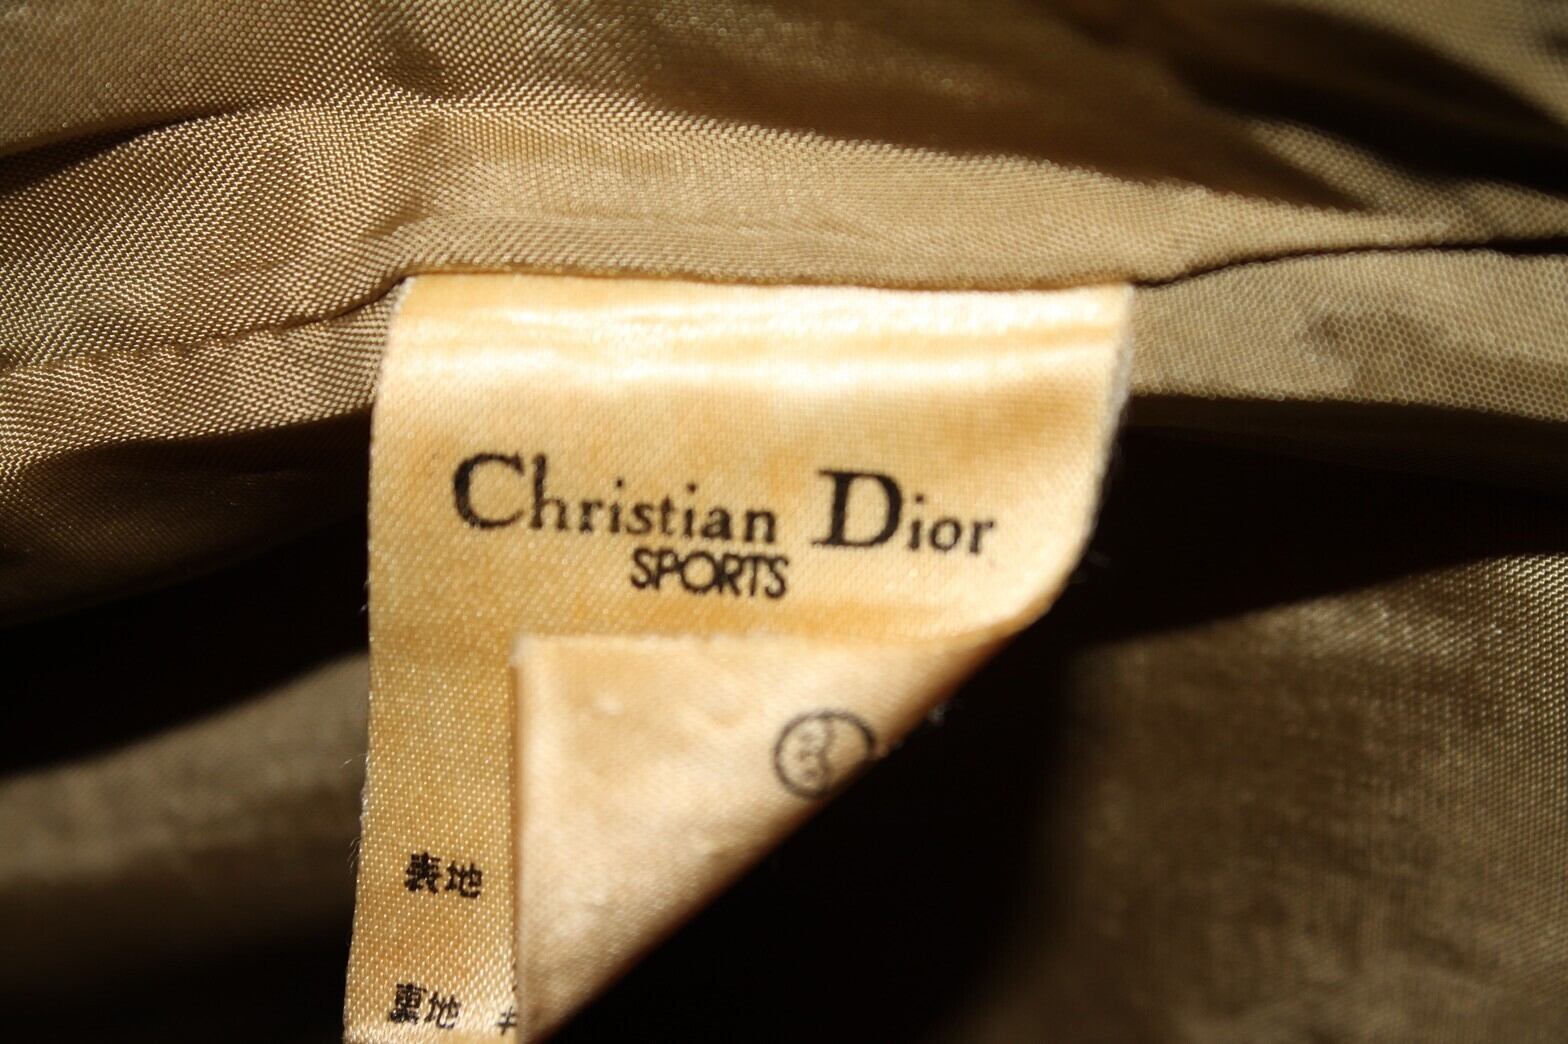 Christian Dior
SPORTS
表地
裏地